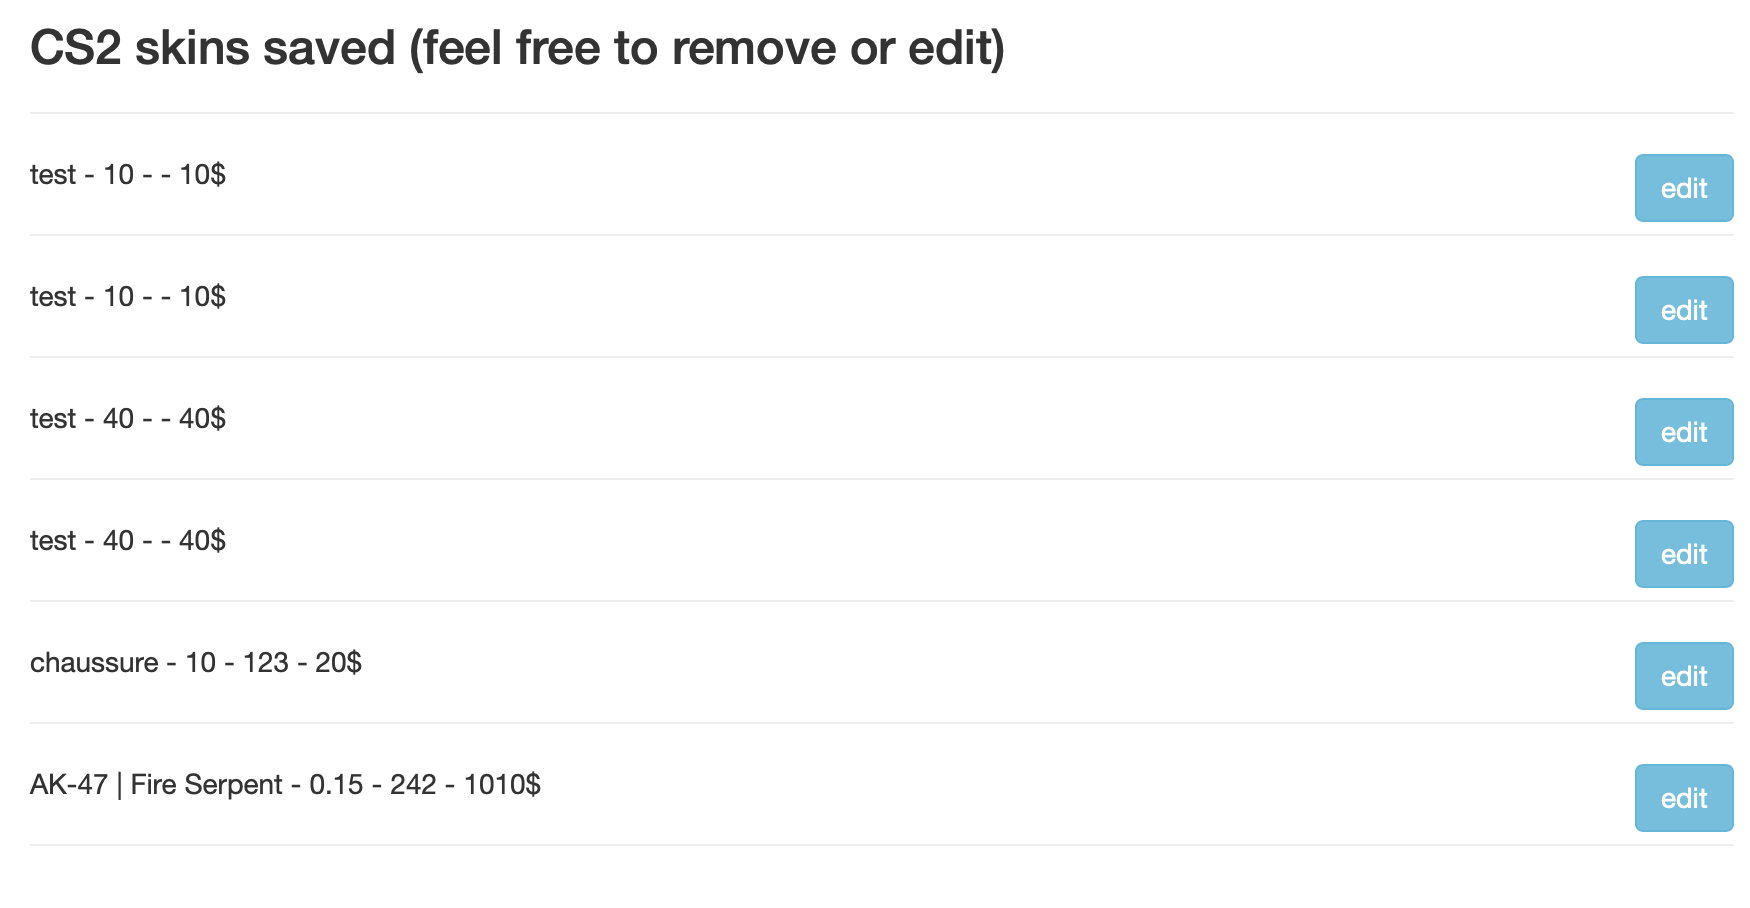 CS2 skins saved (feel free to remove or edit)
test - 10 - - 10$
edit
test - 10 - - 10$
edit
test - 40 - - 40$
edit
test - 40 - - 40$
edit
chaussure - 10 - 123 - 20$
edit
AK-47 | Fire Serpent - 0.15 - 242 - 1010$
edit